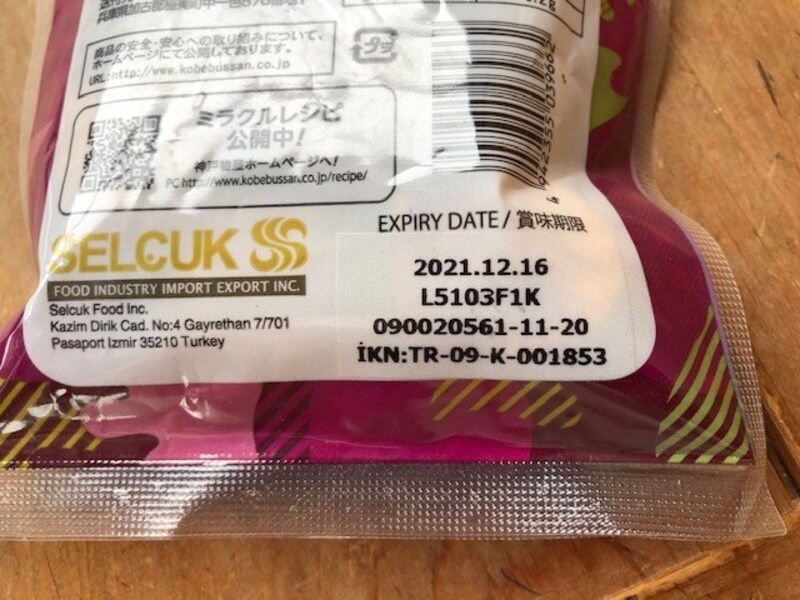 商品の安全・安心への取り組みについて、
ホームページにて公開しております。
URL:http://www.kobebussan.co.jp
プラ
ミラクルレシピ
公開中!
神戸物産ホームページへ!
PC http://www.kobebussan.co.jp/recipe/
4 942355 039662
EXPIRY DATE / 賞味期限
2021.12.16
L5103F1K
090020561-11-20
İKN:TR-09-K-001853
SELCUK
FOOD INDUSTRY IMPORT EXPORT INC.
Selcuk Food Inc.
Kazim Dirik Cad. No:4 Gayrethan 7/701
Pasaport Izmir 35210 Turkey